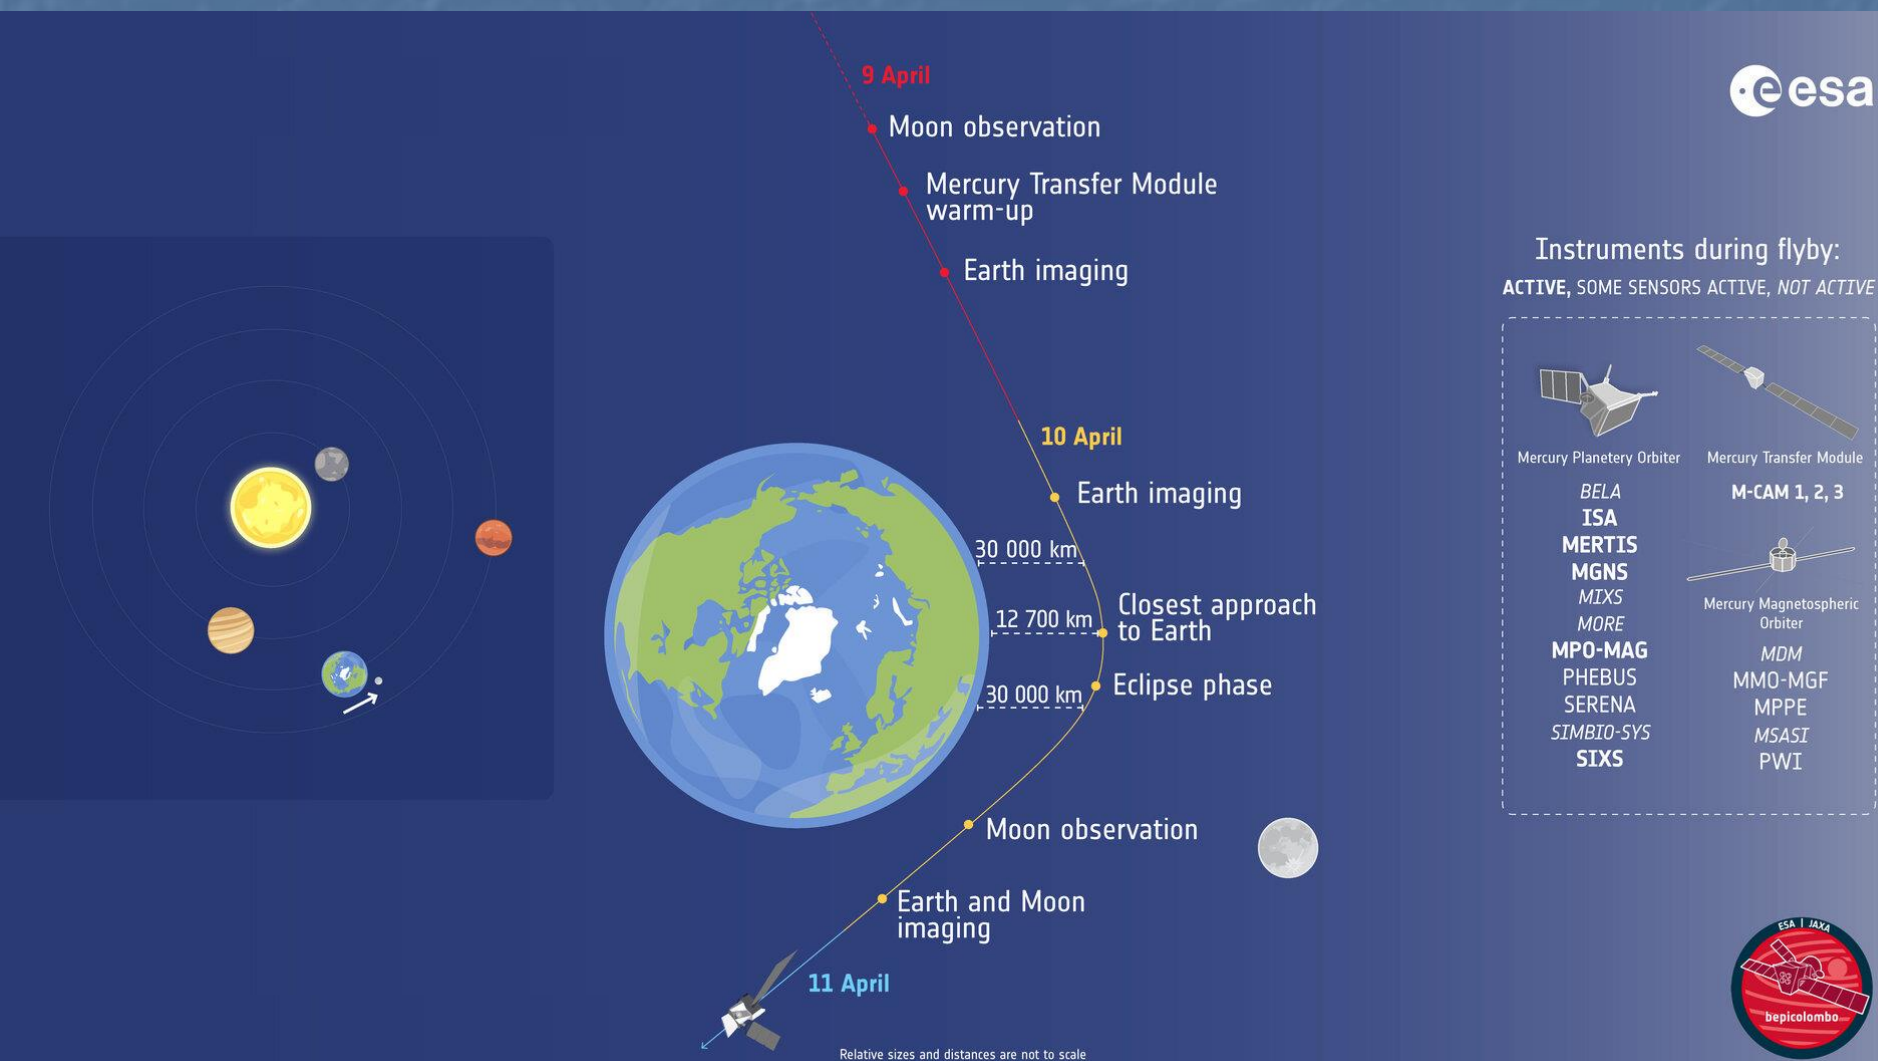 9 April
Moon observation
Mercury Transfer Module
warm-up
Earth imaging
10 April
Earth imaging
30 000 km
12 700 km
Closest approach
to Earth
30 000 km
Eclipse phase
Moon observation
Earth and Moon
imaging
11 April
Relative sizes and distances are not to scale
esa
Instruments during flyby:
ACTIVE, SOME SENSORS ACTIVE, NOT ACTIVE
Mercury Planetery Orbiter
BELA
ISA
MERTIS
MGNS
MIXS
MORE
MPO-MAG
PHEBUS
SERENA
SIMBIO-SYS
SIXS
Mercury Transfer Module
M-CAM 1, 2, 3
Mercury Magnetospheric
Orbiter
MDM
MMO-MGF
MPPE
MSASI
PWI
ESA | JAXA
bepicolombo